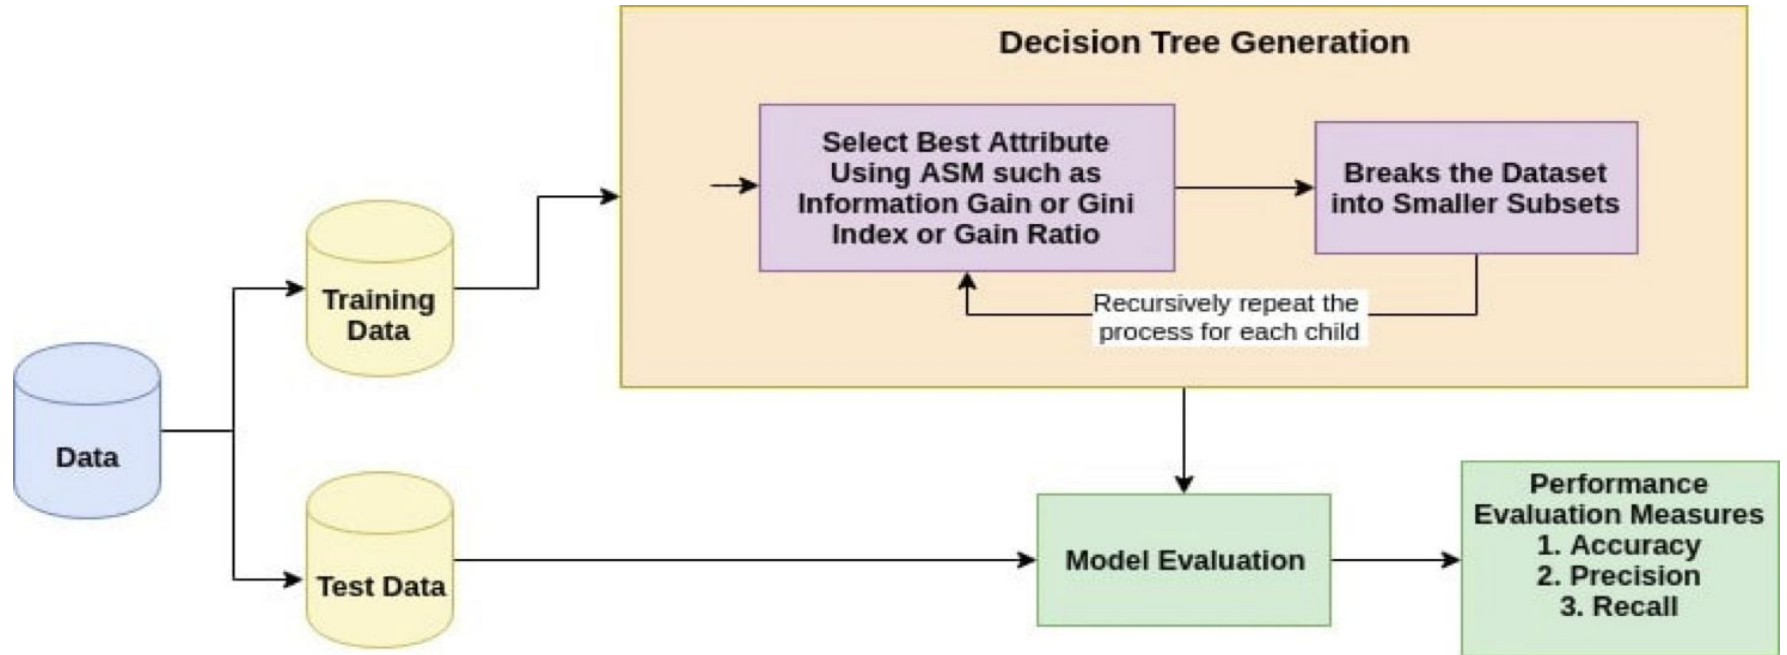 Decision Tree Generation
Select Best Attribute
Using ASM such as
Information Gain or Gini
Index or Gain Ratio
Breaks the Dataset
into Smaller Subsets
Recursively repeat the
process for each child
Training
Data
Data
Test Data
Model Evaluation
Performance
Evaluation Measures
1. Accuracy
2. Precision
3. Recall